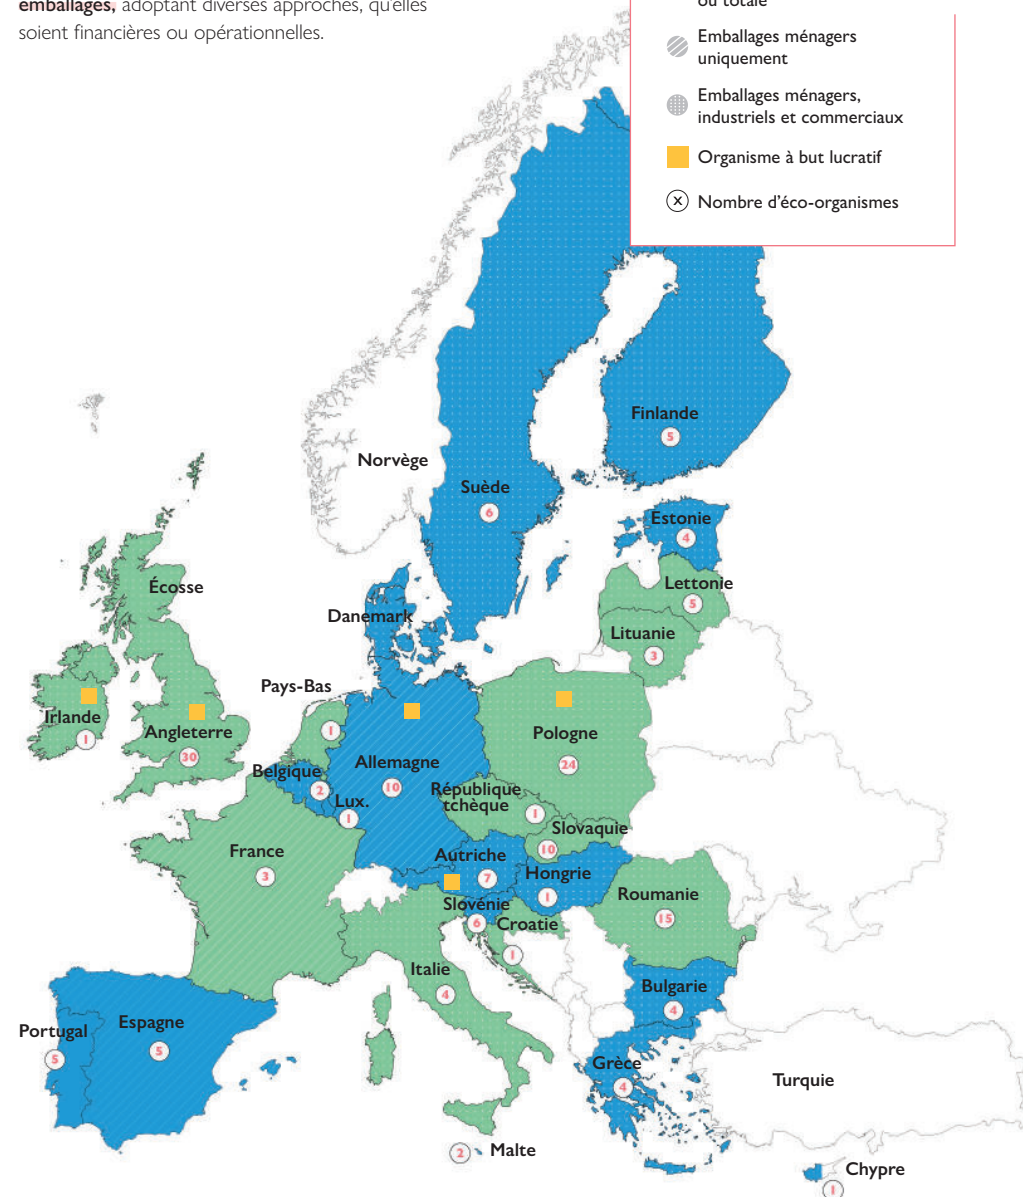 emballages, adoptant diverses approches, qu'elles
soient financières ou opérationnelles.
ou totale
Emballages ménagers
uniquement
Emballages ménagers,
industriels et commerciaux
Organisme à but lucratif
x Nombre d'éco-organismes
Finlande
5
Norvège
Suède
6
Estonie
4
Écosse
Lettonie
5
Danemark
Lituanie
3
Pays-Bas
1
Irlande
1
Angleterre
30
Pologne
24
Belgique
2
Allemagne
10
Lux.
1
République
tchèque
1
Slovaquie
10
France
3
Autriche
7
Hongrie
1
Roumanie
15
Slovénie
6
Croatie
1
Italie
4
Bulgarie
4
Portugal
5
Espagne
5
Grèce
4
Turquie
Malte
2
Chypre
1